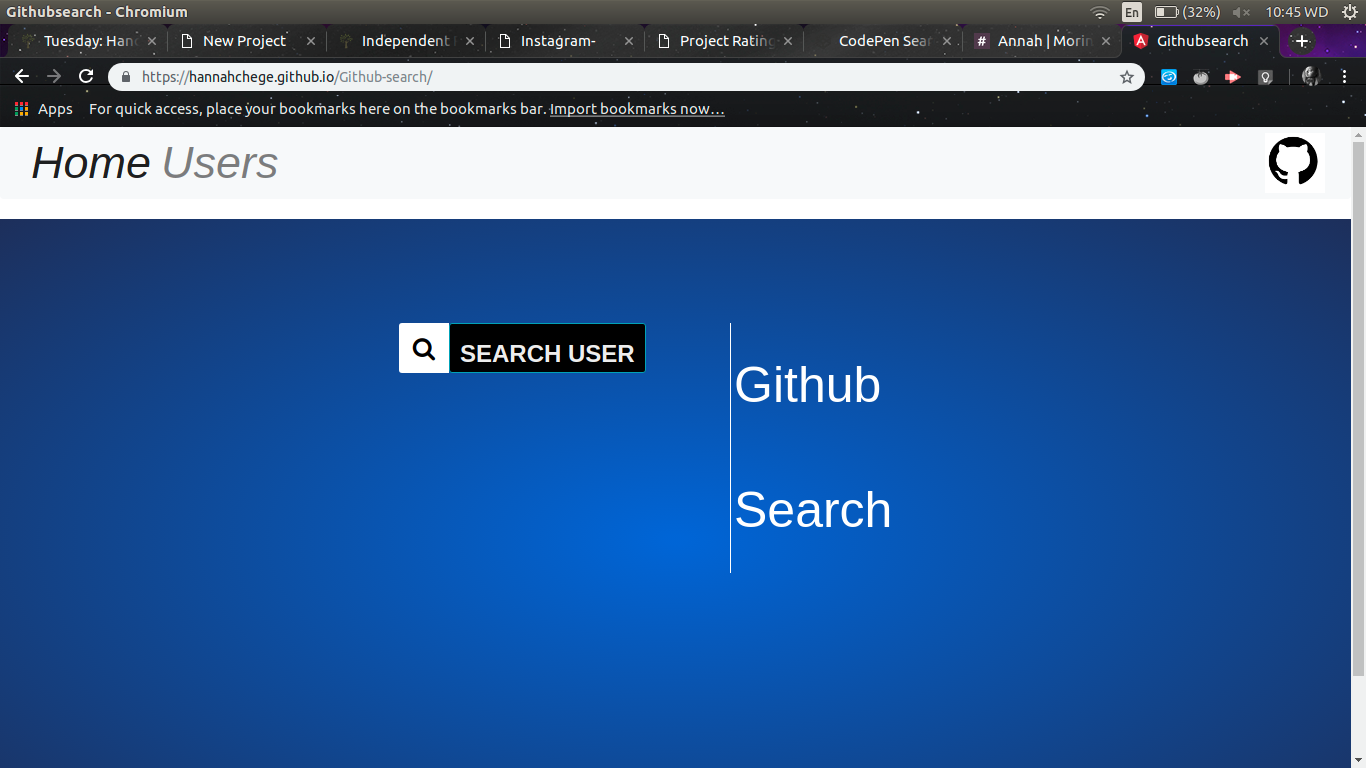 Githubsearch - Chromium
En (32%) 10:45 WD
Tuesday: Han
New Project
Independent
Instagram-
Project Rating
CodePen Sear
# Annah | Morin
Githubsearch
https://hannahchege.github.io/Github-search/
Apps For quick access, place your bookmarks here on the bookmarks bar. Import bookmarks now…
Home Users
SEARCH USER
Github
Search